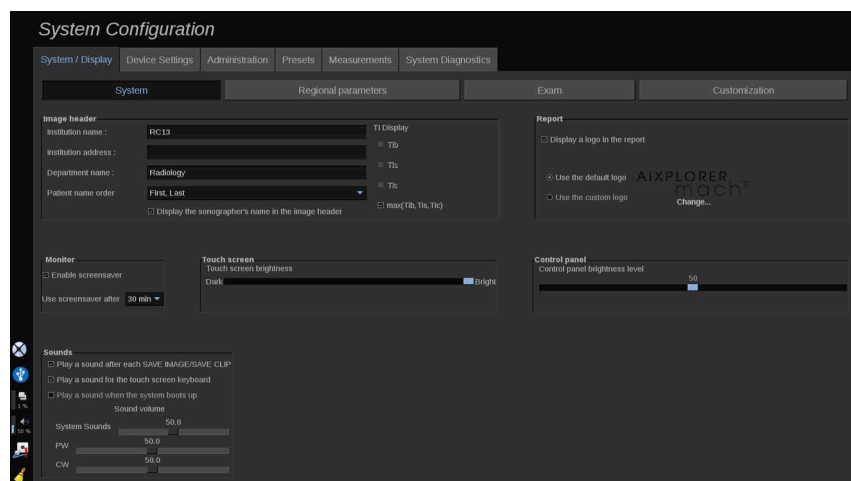 System Configuration
System / Display Device Settings Administration Presets Measurements System Diagnostics
System Regional parameters Exam Customization
Image header
Institution name : RC13
Institution address :
Department name : Radiology
Patient name order First, Last
Display the sonographer's name in the image header
TI Display
Tib
Tis
Tic
max(Tib,Tis,Tic)
Report
Display a logo in the report
Use the default logo
AIXPLORER
mach
Use the custom logo
Change...
Monitor
Enable screensaver
Use screensaver after 30 min
Touch screen
Touch screen brightness
Dark Bright
Control panel
Control panel brightness level
50
Sounds
Play a sound after each SAVE IMAGE/SAVE CLIP
Play a sound for the touch screen keyboard
Play a sound when the system boots up
Sound volume
System Sounds 50.0
PW 50.0
CW 50.0
1 %
50 %